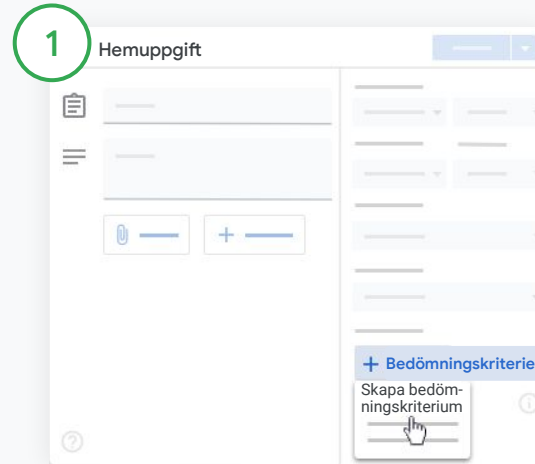 1
Hemuppgift
+ Bedömningskriterie
Skapa bedöm-
ningskriterium